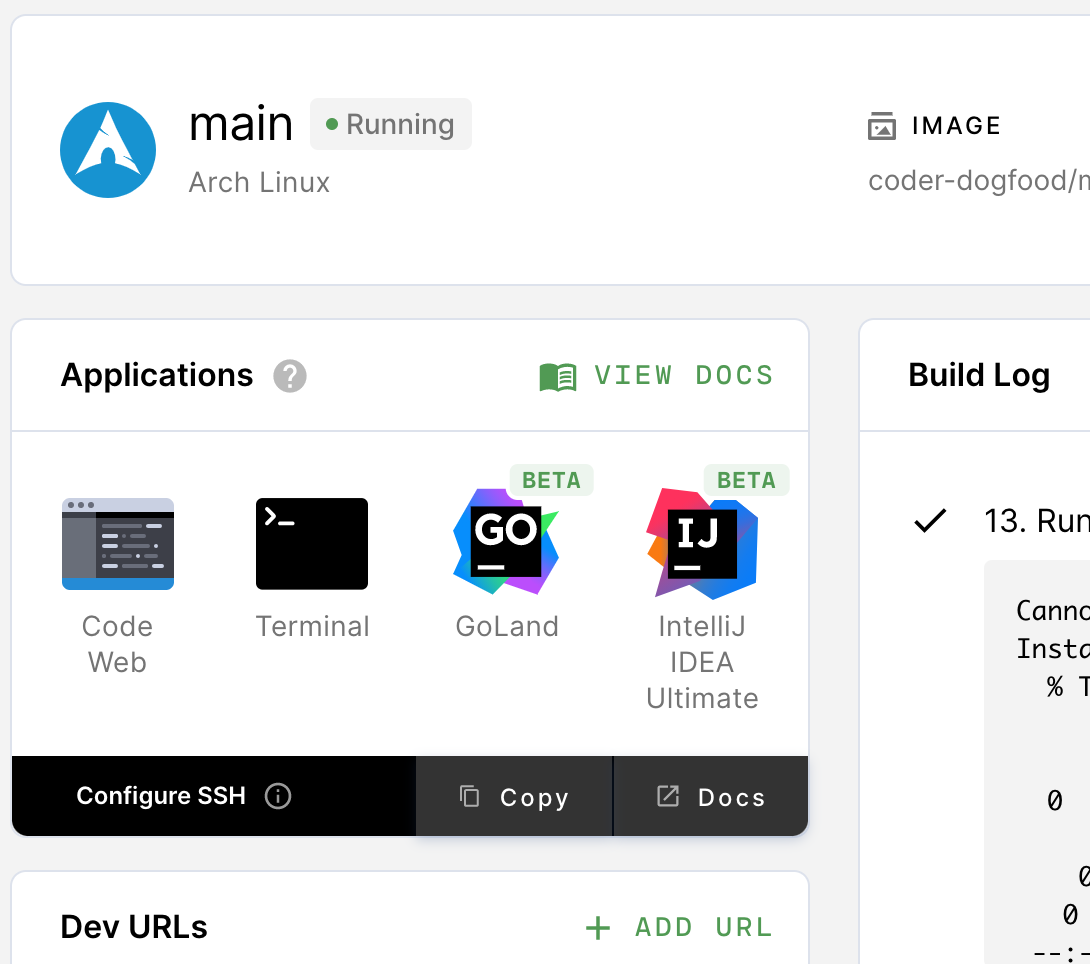 main
Running
Arch Linux
IMAGE
coder-dogfood/
Applications
VIEW DOCS
BETA
BETA
GO
IJ
Code
Web
Terminal
GoLand
IntelliJ
IDEA
Ultimate
Configure SSH
Copy
Docs
Dev URLs
+ ADD URL
Build Log
13. Run
Canno
Insta
% T
0
0
0
--:-